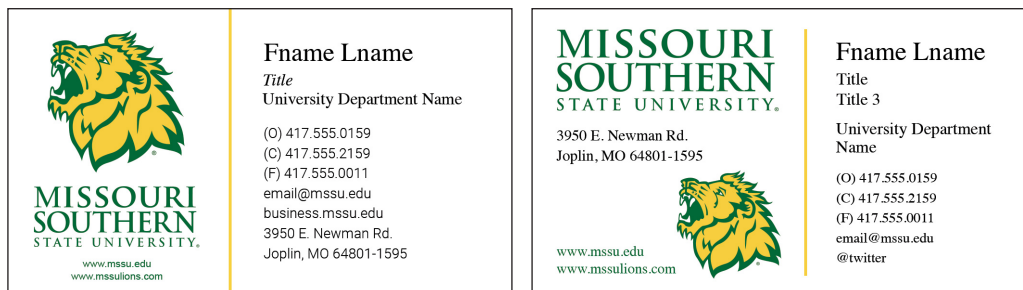 MISSOURI
SOUTHERN
STATE UNIVERSITY®
www.mssu.edu
www.mssulions.com
Fname Lname
Title
University Department Name
(O) 417.555.0159
(C) 417.555.2159
(F) 417.555.0011
email@mssu.edu
business.mssu.edu
3950 E. Newman Rd.
Joplin, MO 64801-1595
MISSOURI
SOUTHERN
STATE UNIVERSITY®
3950 E. Newman Rd.
Joplin, MO 64801-1595
www.mssu.edu
www.mssulions.com
Fname Lname
Title
Title 3
University Department
Name
(O) 417.555.0159
(C) 417.555.2159
(F) 417.555.0011
email@mssu.edu
@twitter